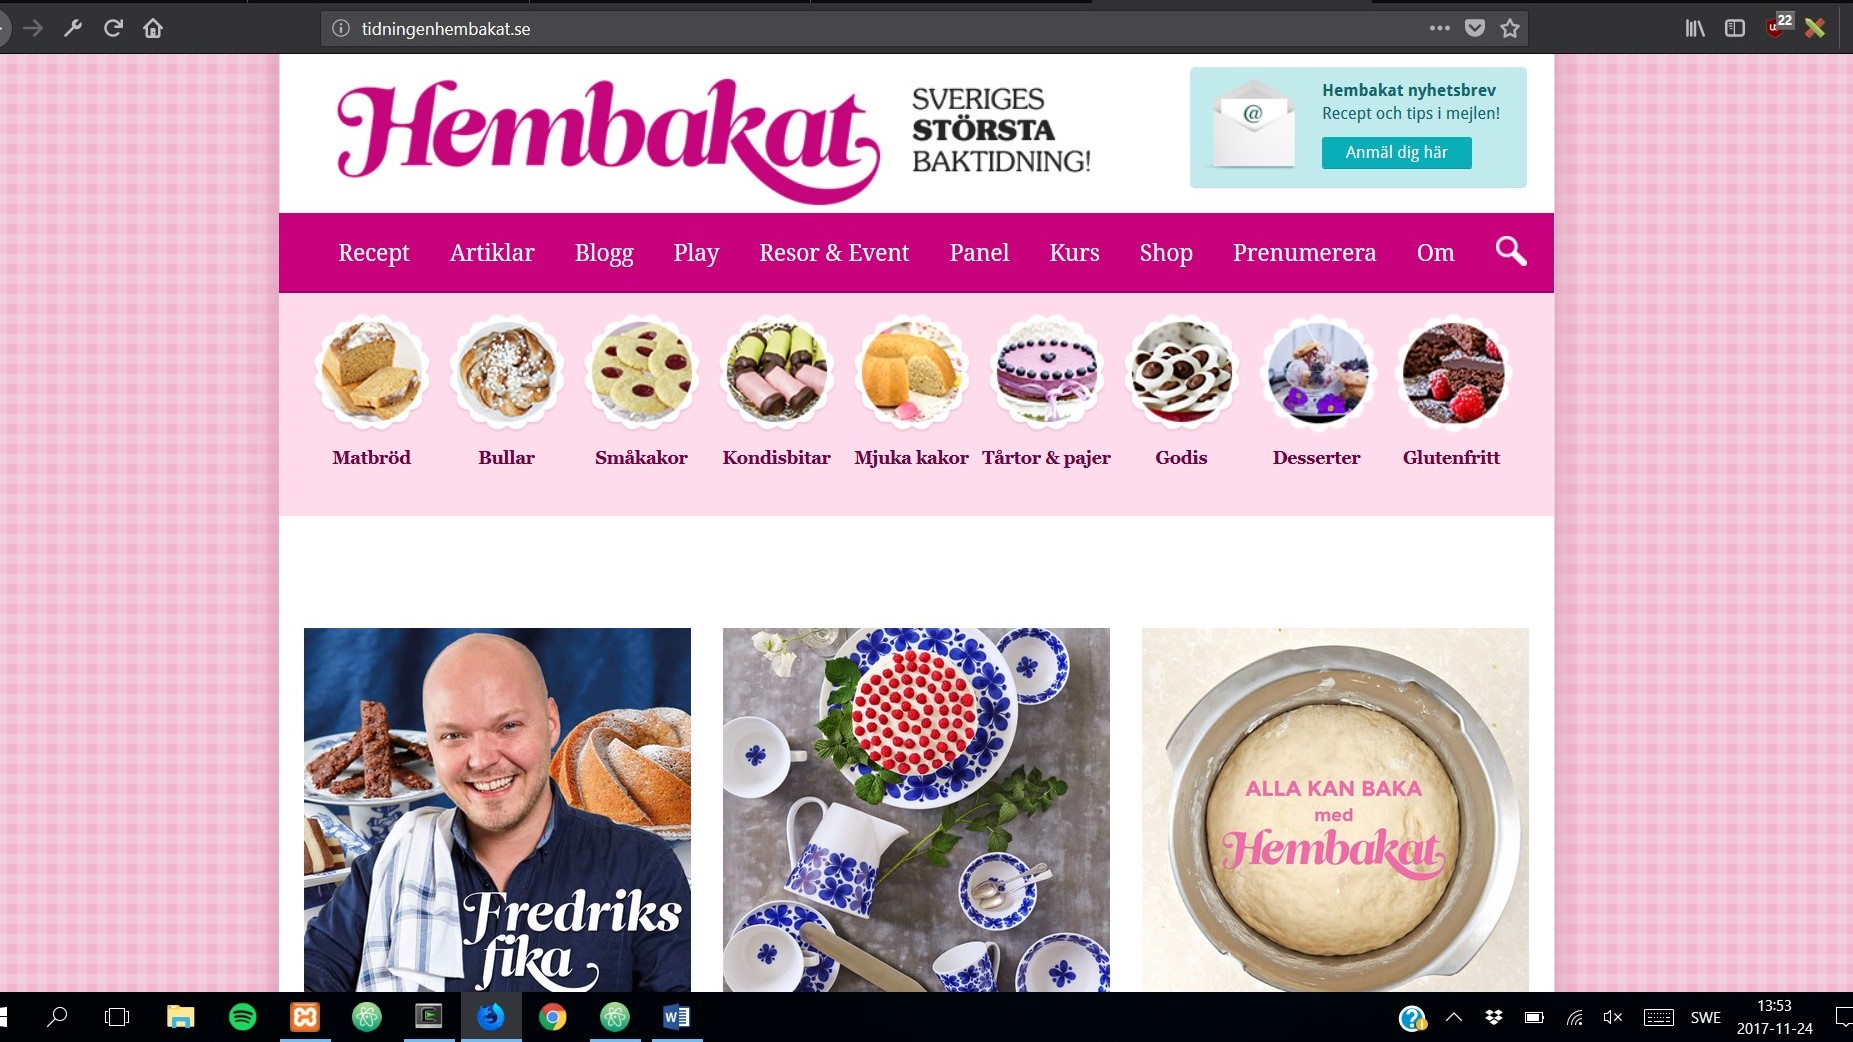 tidningenhembakat.se
22
Hembakat
SVERIGES
STÖRSTA
BAKTIDNING!
@
Hembakat nyhetsbrev
Recept och tips i mejlen!
Anmäl dig här
Recept Artiklar Blogg Play Resor & Event Panel Kurs Shop Prenumerera Om
Matbröd Bullar Småkakor Kondisbitar Mjuka kakor Tårtor & pajer Godis Desserter Glutenfritt
Fredriks
fika
ALLA KAN BAKA
med
Hembakat
SWE
13:53
2017-11-24